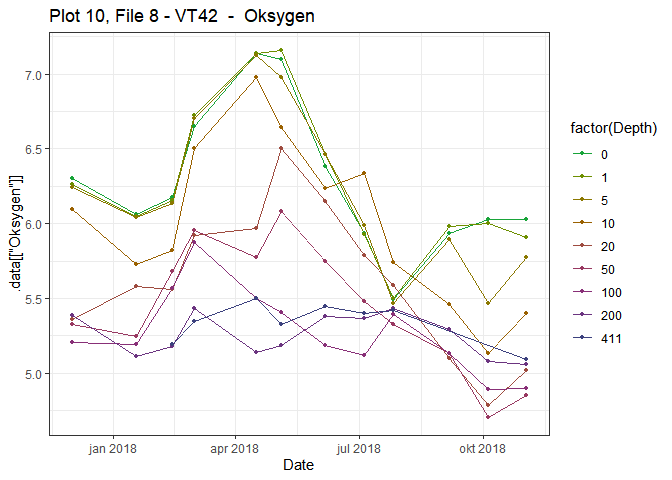 Plot 10, File 8 - VT42 - Oksygen
.data[["Oksygen"]]
7.0
6.5
6.0
5.5
5.0
jan 2018
apr 2018
jul 2018
okt 2018
Date
factor(Depth)
0
1
5
10
20
50
100
200
411